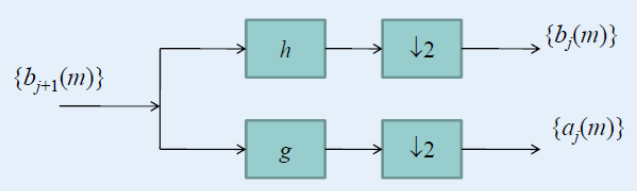 h ↓2 {b_j(m)}
{b_{j+1}(m)}
g ↓2 {a_j(m)}